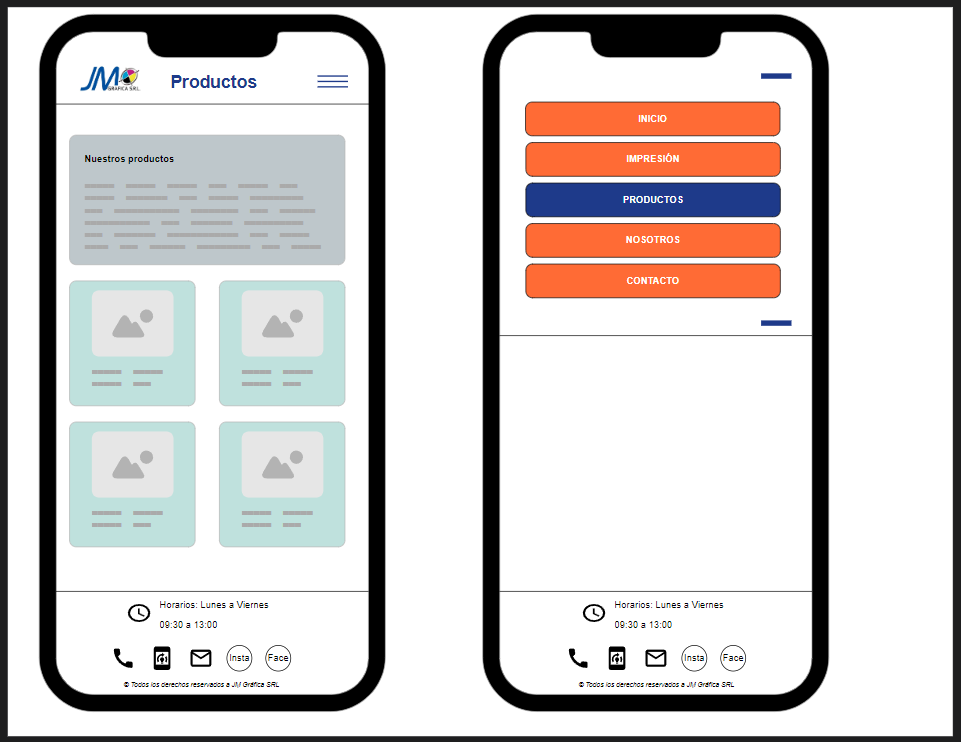 JM
GRÁFICA S.R.L.
Productos
Nuestros productos
Horarios: Lunes a Viernes
09:30 a 13:00
Insta
Face
© Todos los derechos reservados a JM Gráfica SRL
INICIO
IMPRESIÓN
PRODUCTOS
NOSOTROS
CONTACTO
Horarios: Lunes a Viernes
09:30 a 13:00
Insta
Face
© Todos los derechos reservados a JM Gráfica SRL